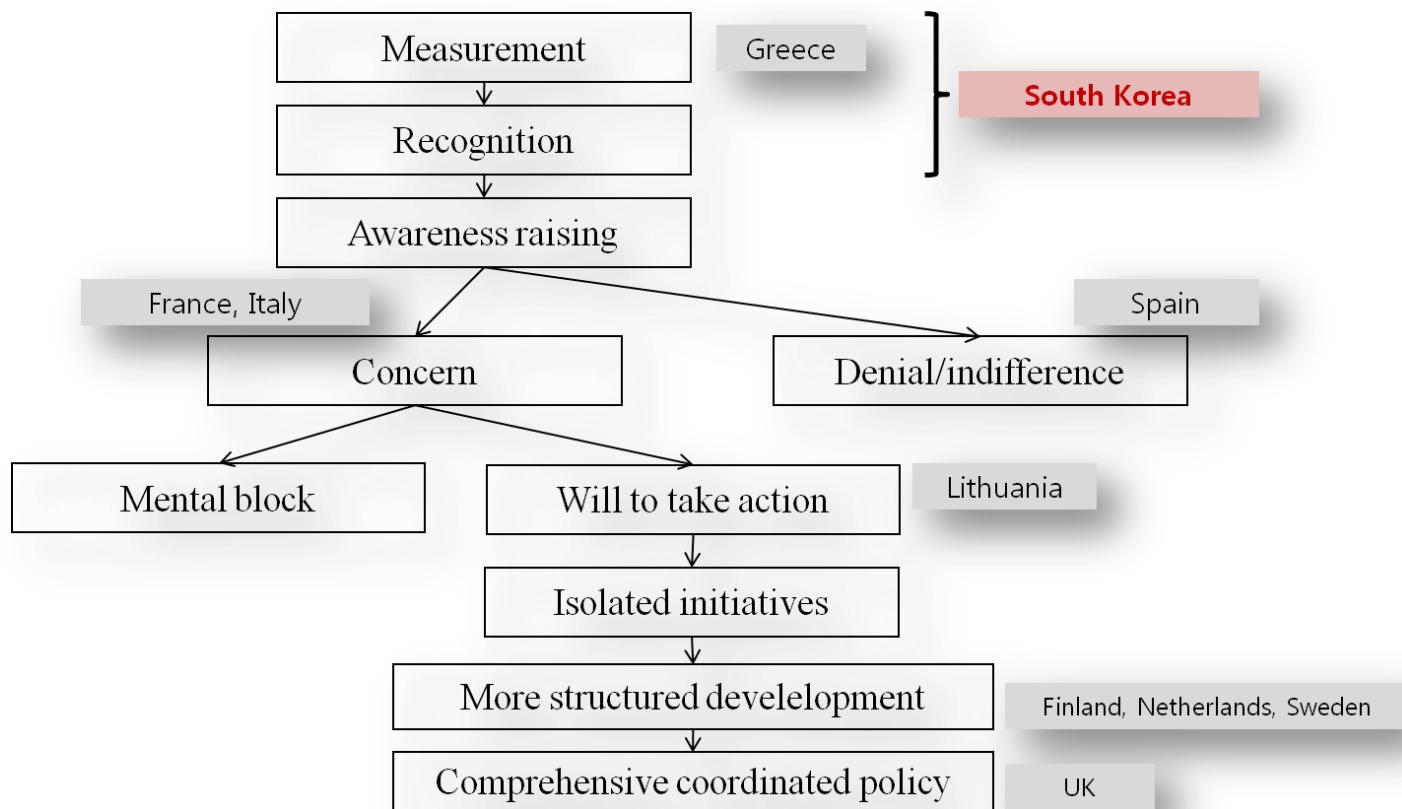 Measurement
Greece
South Korea
Recognition
Awareness raising
France, Italy
Spain
Concern
Denial/indifference
Mental block
Will to take action
Lithuania
Isolated initiatives
More structured develelopment
Finland, Netherlands, Sweden
Comprehensive coordinated policy
UK